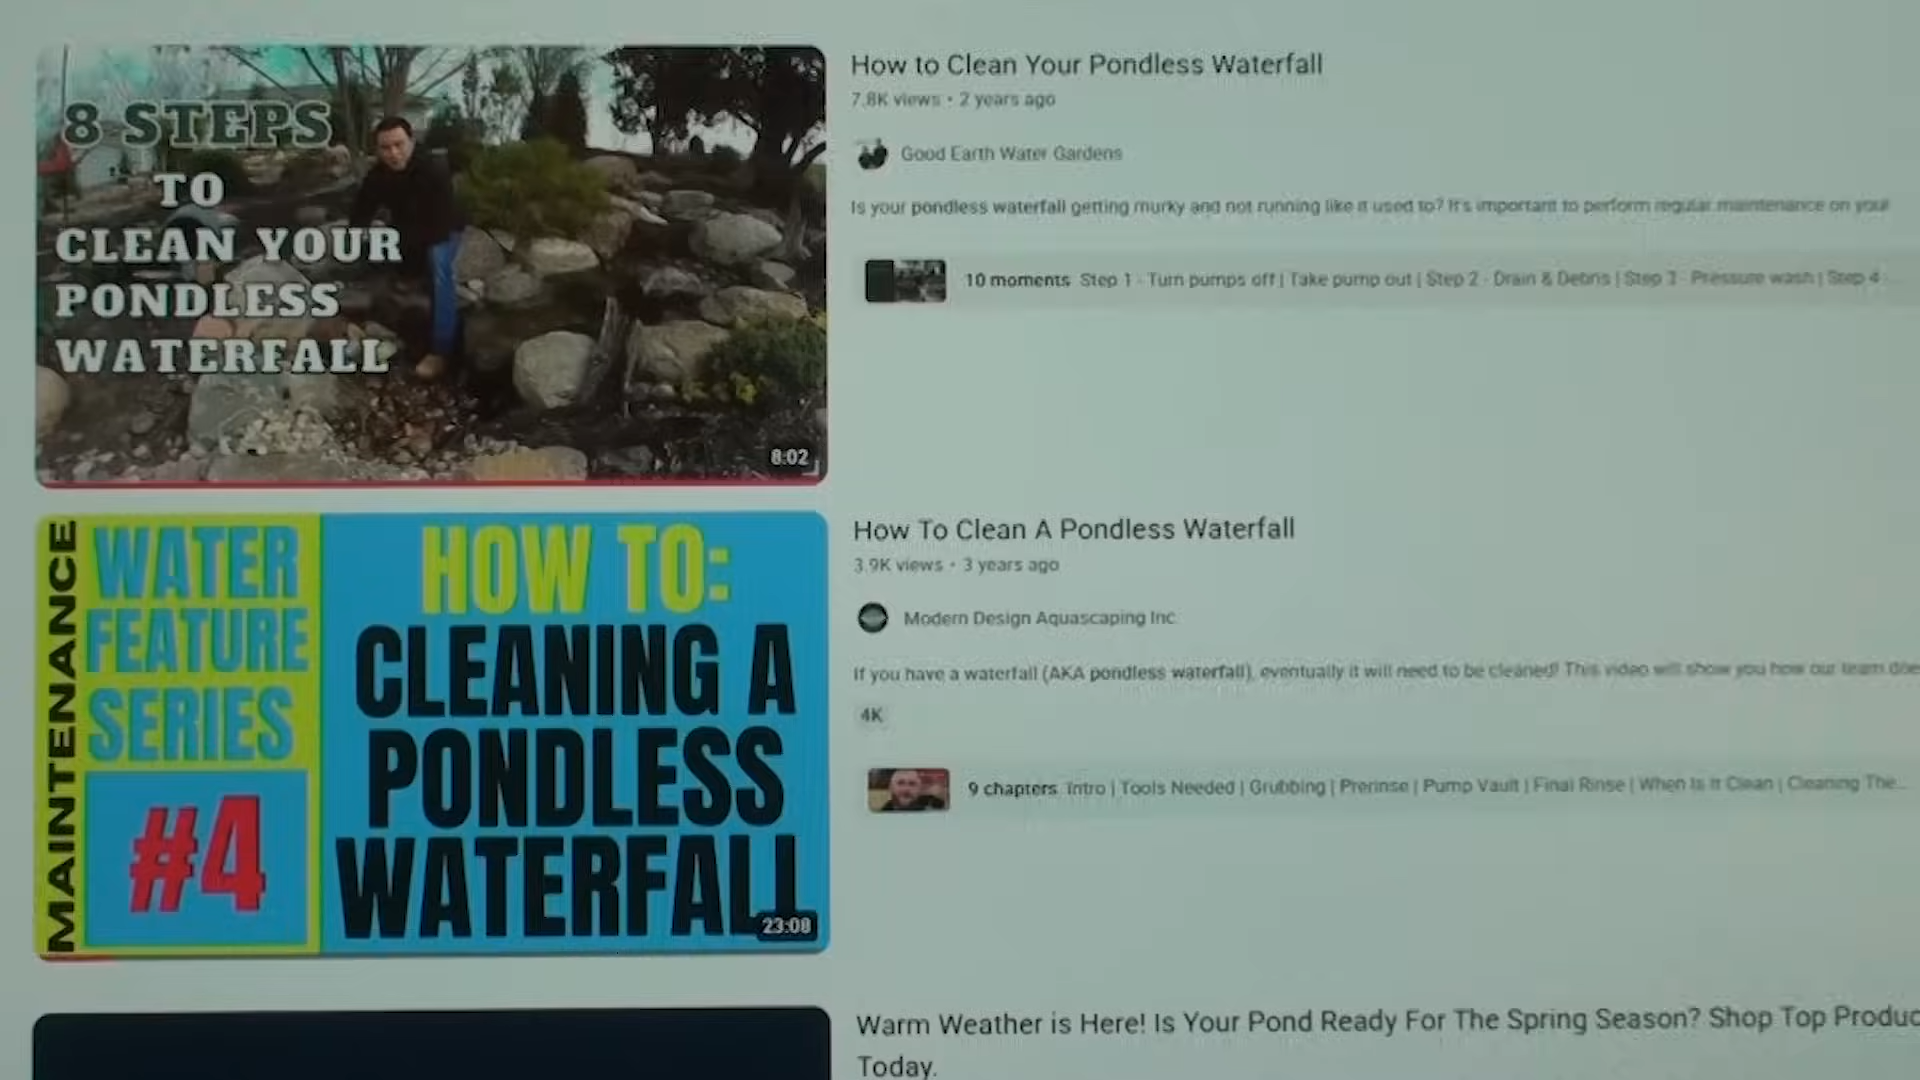 8 STEPS
TO
CLEAN YOUR
PONDLESS
WATERFALL
8:02
How to Clean Your Pondless Waterfall
7.8K views • 2 years ago
Good Earth Water Gardens
Is your pondless waterfall getting murky and not running like it used to? It's important to perform regular maintenance on your
10 moments Step 1 - Turn pumps off | Take pump out | Step 2 - Drain & Debris | Step 3 - Pressure wash | Step 4 -
MAINTENANCE
WATER
FEATURE
SERIES
#4
HOW TO:
CLEANING A
PONDLESS
WATERFALL
23:08
How To Clean A Pondless Waterfall
3.9K views • 3 years ago
Modern Design Aquascaping Inc.
If you have a waterfall (AKA pondless waterfall), eventually it will need to be cleaned! This video will show you how our team doe
4K
9 chapters Intro | Tools Needed | Grubbing | Prerinse | Pump Vault | Final Rinse | When Is It Clean | Cleaning The...
Warm Weather is Here! Is Your Pond Ready For The Spring Season? Shop Top Produc
Today.